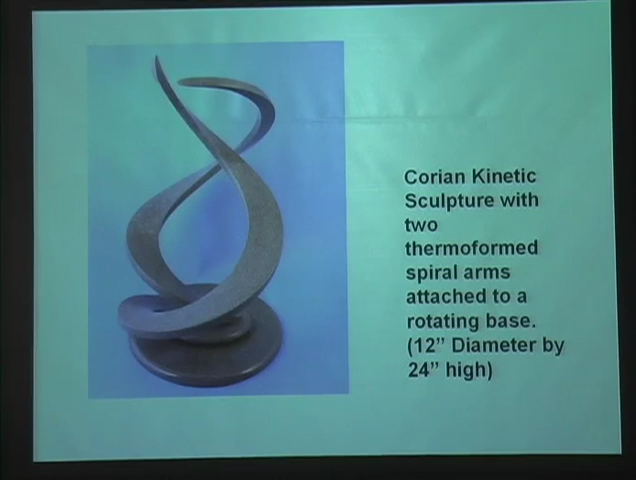 Corian Kinetic
Sculpture with
two
thermoformed
spiral arms
attached to a
rotating base.
(12” Diameter by
24” high)